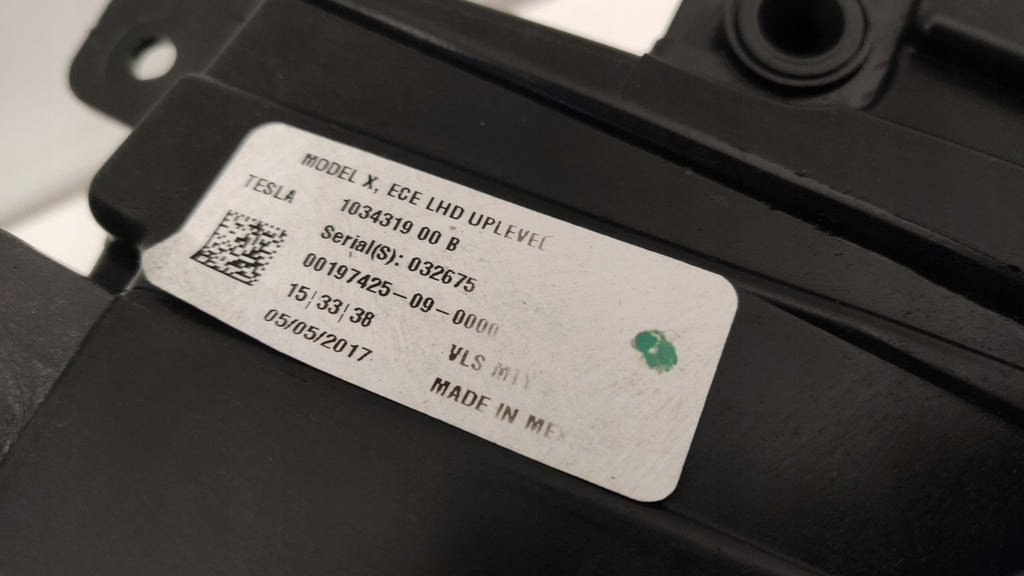 MODEL X, ECE LHD UPLEVEL
TESLA
1034319 00 B
Serial(S): 032675
00197425-09-0000
15¦33¦38
VLS MTY
05/05/2017
MADE IN